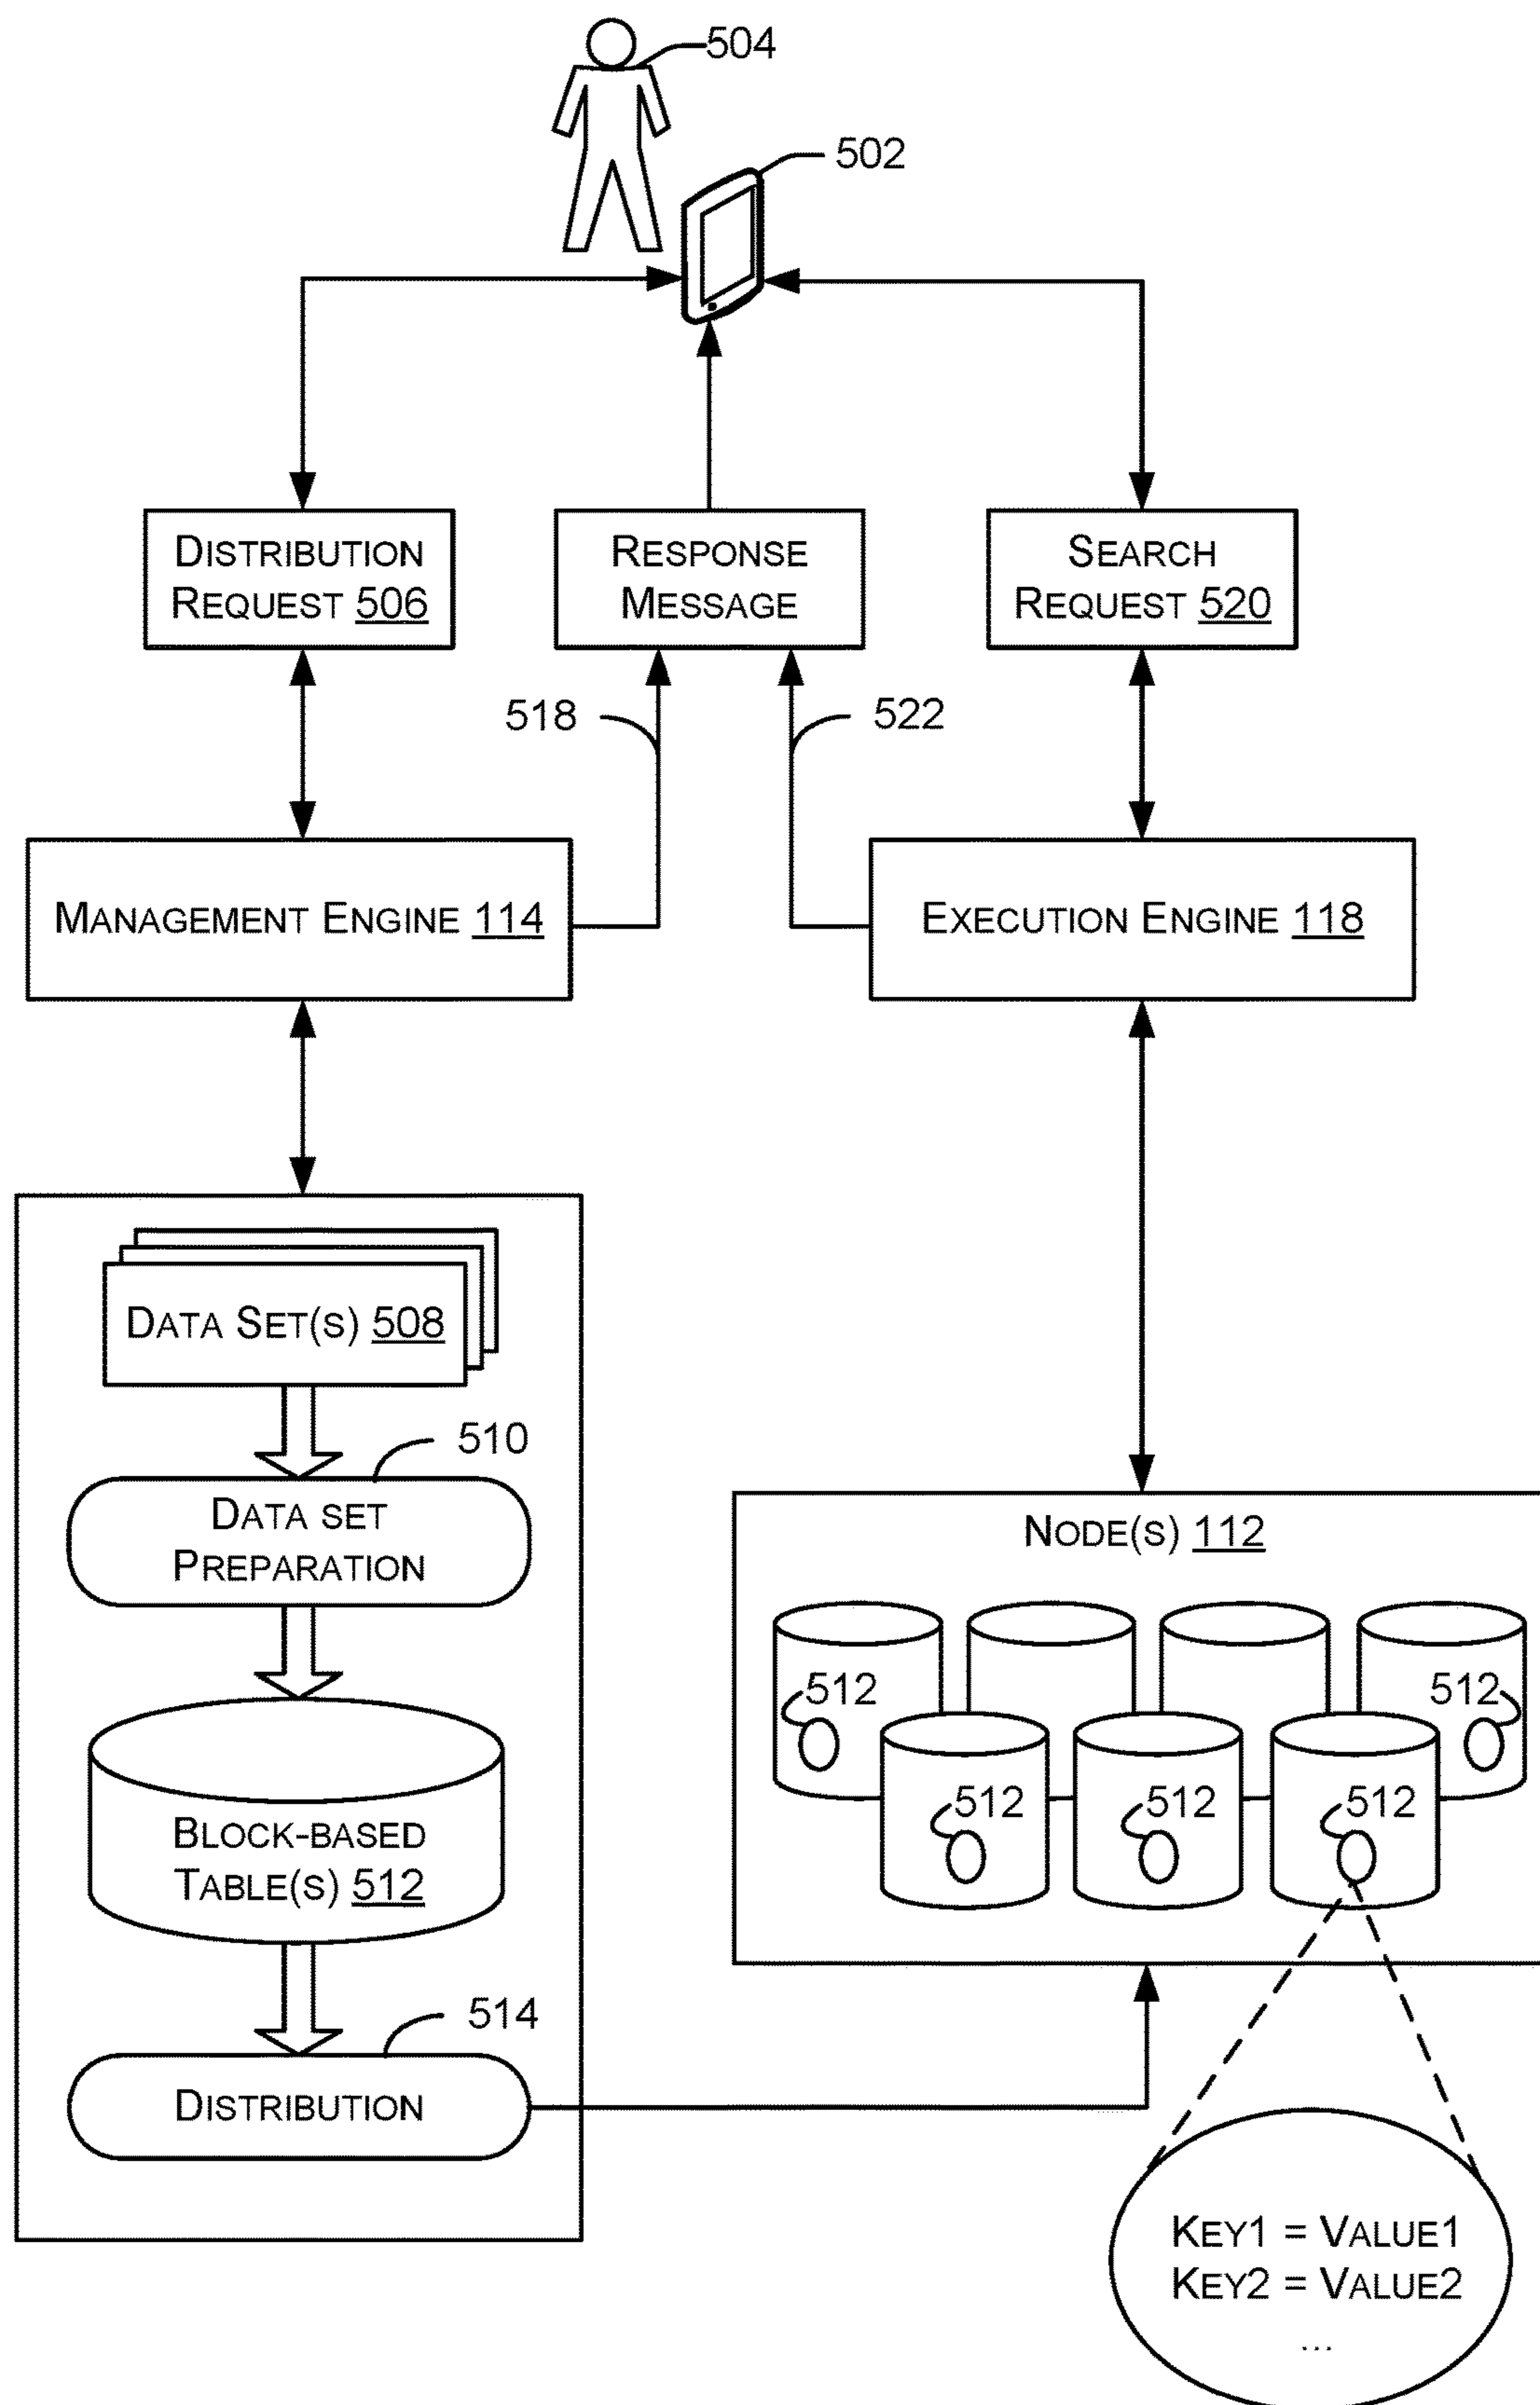 504
502
DISTRIBUTION
REQUEST 506
RESPONSE
MESSAGE
SEARCH
REQUEST 520
518
522
MANAGEMENT ENGINE 114
EXECUTION ENGINE 118
DATA SET(S) 508
510
DATA SET
PREPARATION
BLOCK-BASED
TABLE(S) 512
514
DISTRIBUTION
NODE(S) 112
512
512
512
512
512
KEY1 = VALUE1
KEY2 = VALUE2
...